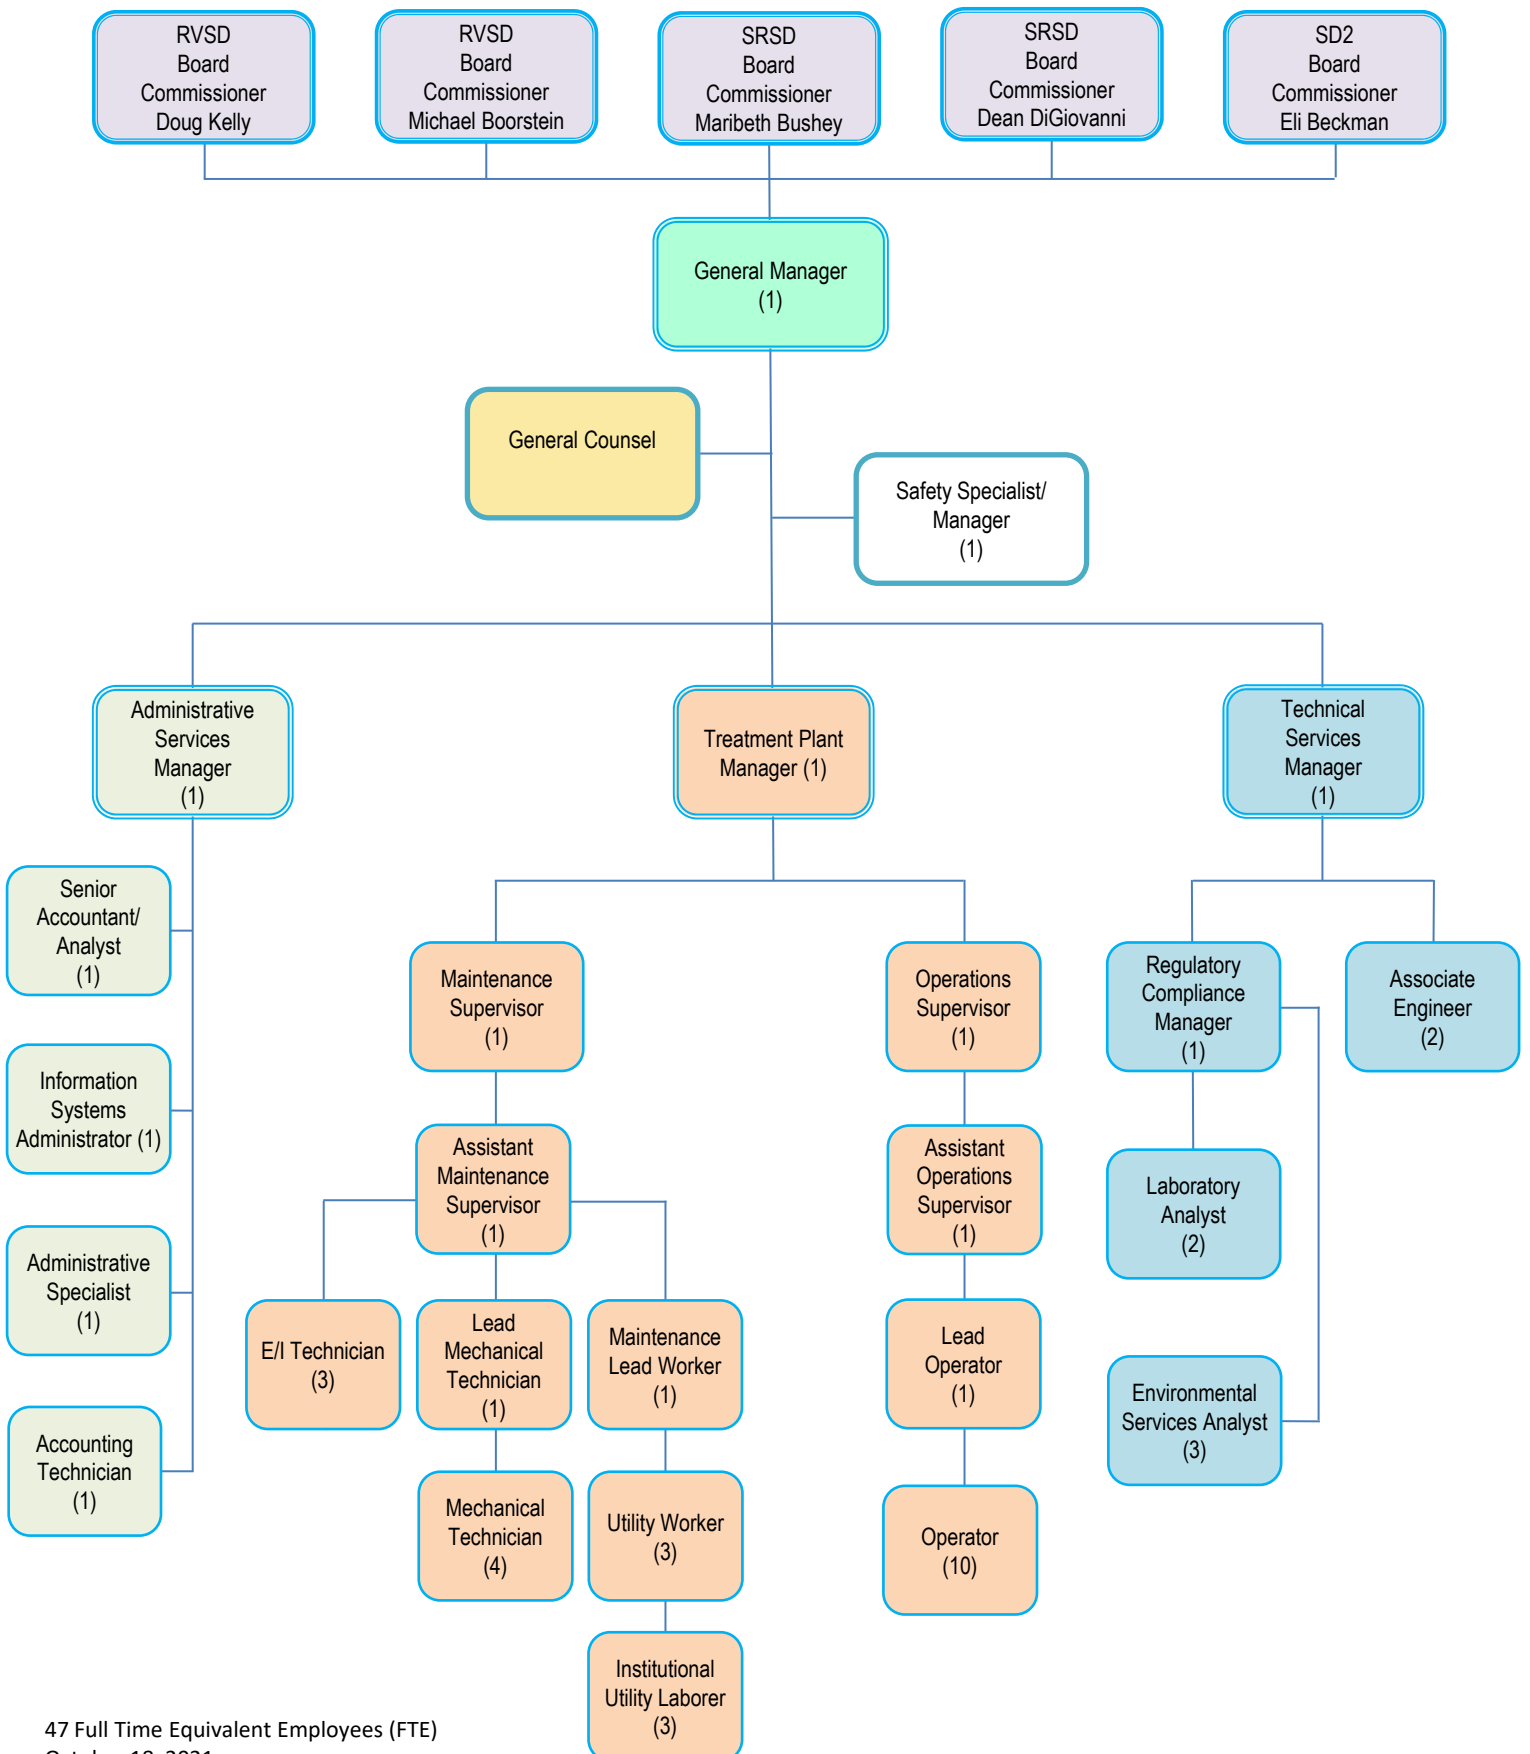 RVSD
Board
Commissioner
Doug Kelly
RVSD
Board
Commissioner
Michael Boorstein
SRSD
Board
Commissioner
Maribeth Bushey
SRSD
Board
Commissioner
Dean DiGiovanni
SD2
Board
Commissioner
Eli Beckman
General Manager
(1)
General Counsel
Safety Specialist/
Manager
(1)
Administrative
Services
Manager
(1)
Treatment Plant
Manager (1)
Technical
Services
Manager
(1)
Senior
Accountant/
Analyst
(1)
Information
Systems
Administrator (1)
Administrative
Specialist
(1)
Accounting
Technician
(1)
Maintenance
Supervisor
(1)
Assistant
Maintenance
Supervisor
(1)
E/I Technician
(3)
Lead
Mechanical
Technician
(1)
Mechanical
Technician
(4)
Maintenance
Lead Worker
(1)
Utility Worker
(3)
Institutional
Utility Laborer
(3)
Operations
Supervisor
(1)
Assistant
Operations
Supervisor
(1)
Lead
Operator
(1)
Operator
(10)
Regulatory
Compliance
Manager
(1)
Associate
Engineer
(2)
Laboratory
Analyst
(2)
Environmental
Services Analyst
(3)
47 Full Time Equivalent Employees (FTE)